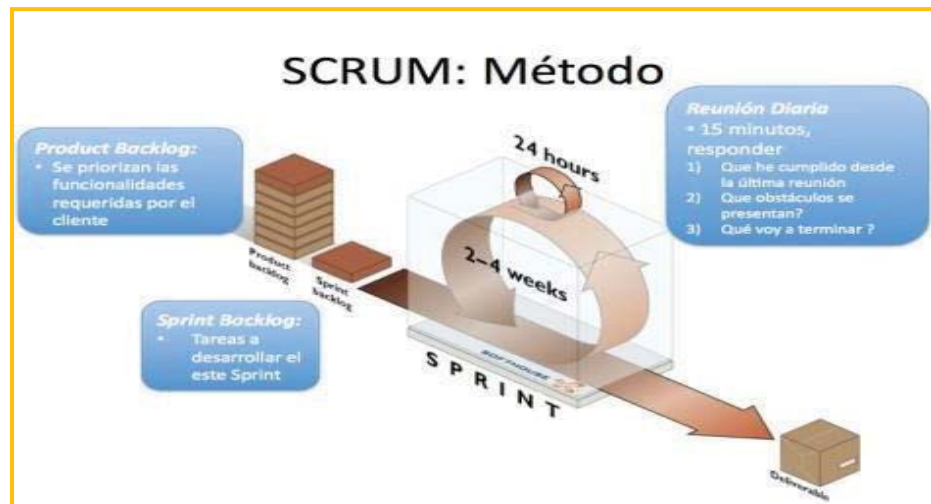 SCRUM: Método
Product Backlog:
• Se priorizan las
funcionalidades
requeridas por el
cliente
Reunión Diaria
• 15 minutos,
responder
1) Que he cumplido desde
la última reunión
2) Que obstáculos se
presentan?
3) Qué voy a terminar ?
24 hours
2–4 weeks
Product
backlog
Sprint
backlog
Sprint Backlog:
• Tareas a
desarrollar el
este Sprint
SOFTHOUSE
SPRINT
Deliverable